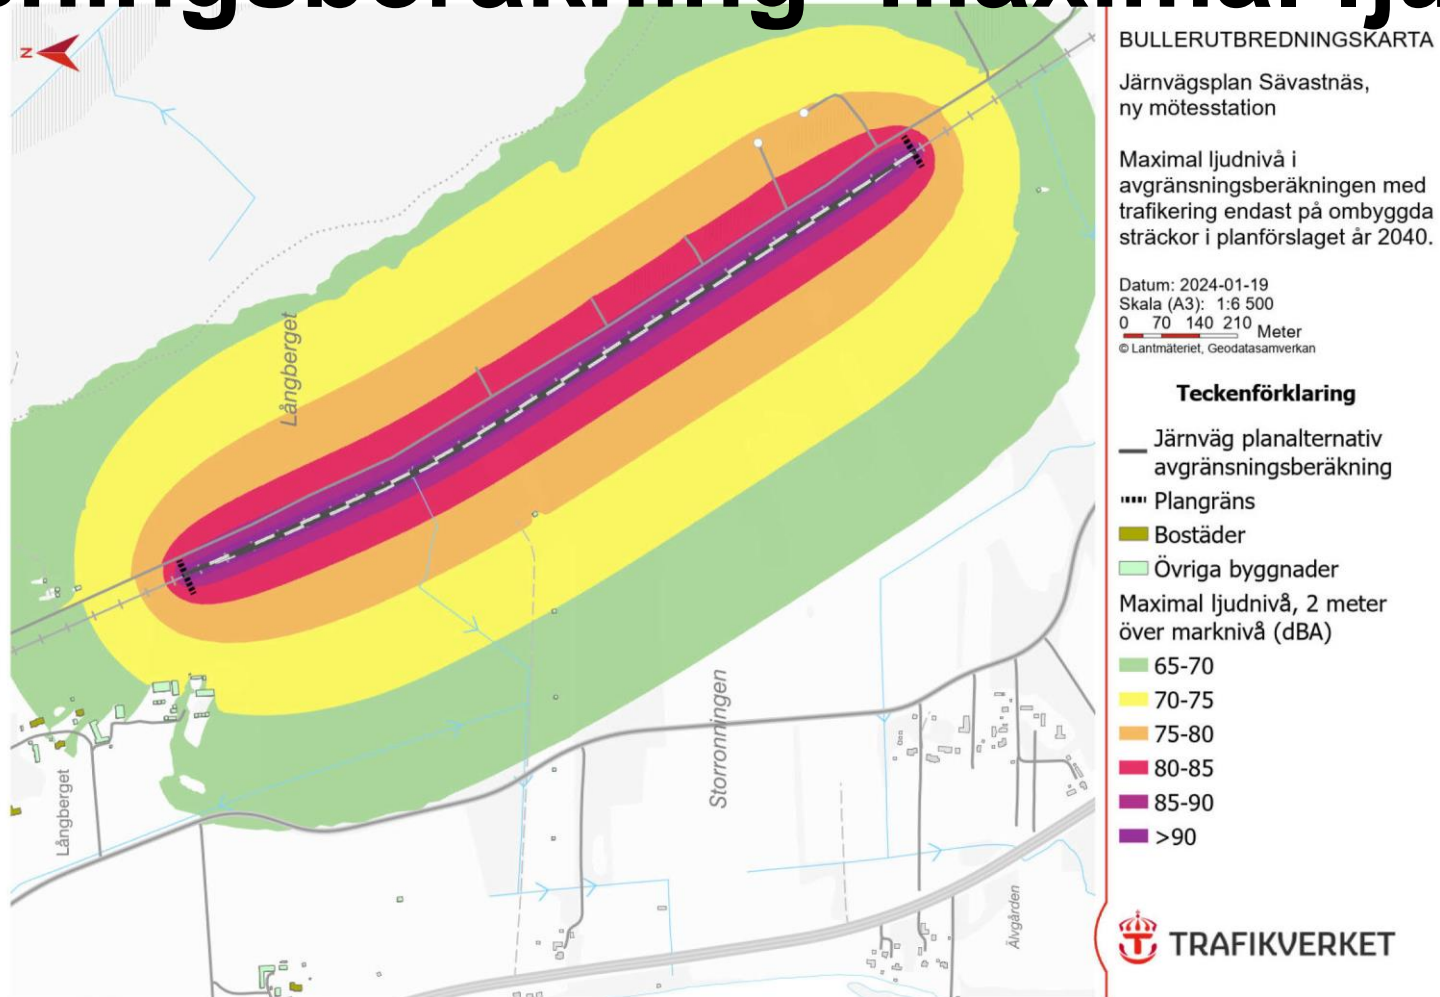 BULLERUTBREDNINGSKARTA
Järnvägsplan Sävastnäs,
ny mötesstation
Maximal ljudnivå i
avgränsningsberäkningen med
trafikering endast på ombyggda
sträckor i planförslaget år 2040.
Datum: 2024-01-19
Skala (A3): 1:6 500
0 70 140 210 Meter
© Lantmäteriet, Geodatasamverkan
Teckenförklaring
Järnväg planalternativ
avgränsningsberäkning
Plangräns
Bostäder
Övriga byggnader
Maximal ljudnivå, 2 meter
över marknivå (dBA)
65-70
70-75
75-80
80-85
85-90
>90
TRAFIKVERKET
N
Långberget
Långberget
Storronningen
Älvgården